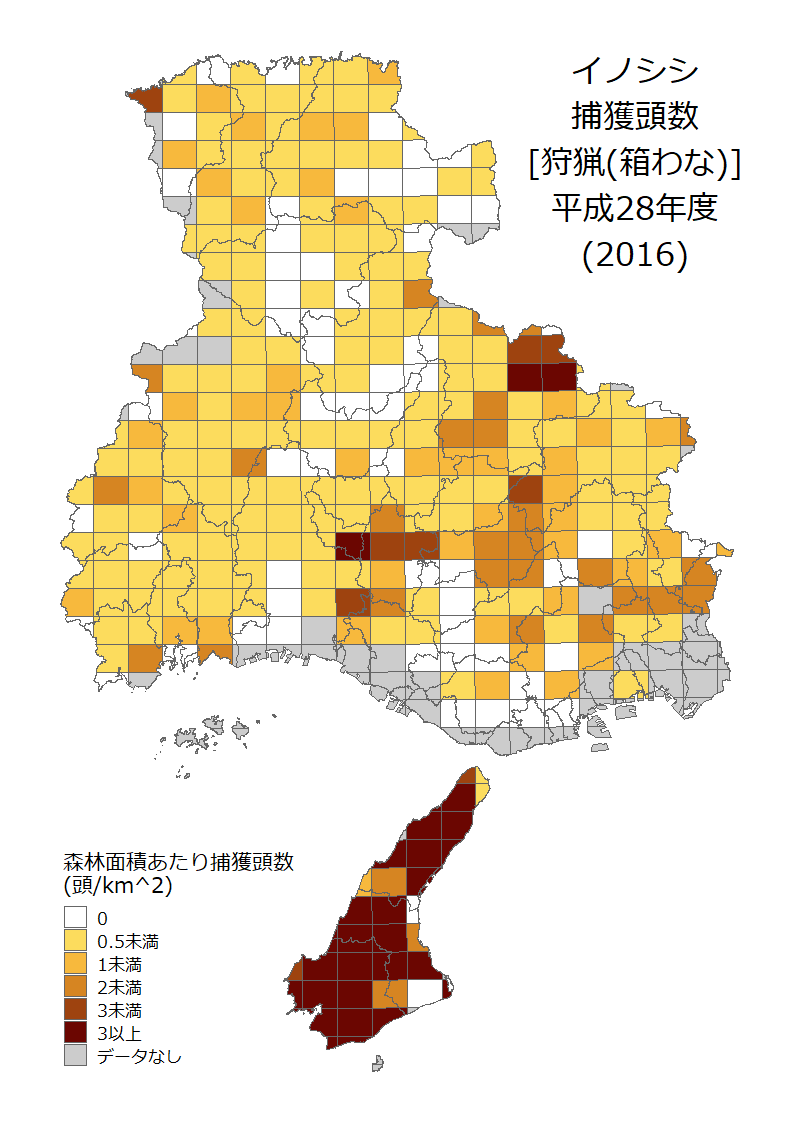 イノシシ
捕獲頭数
[狩猟(箱わな)]
平成28年度
(2016)
森林面積あたり捕獲頭数
(頭/km^2)
0
0.5未満
1未満
2未満
3未満
3以上
データなし